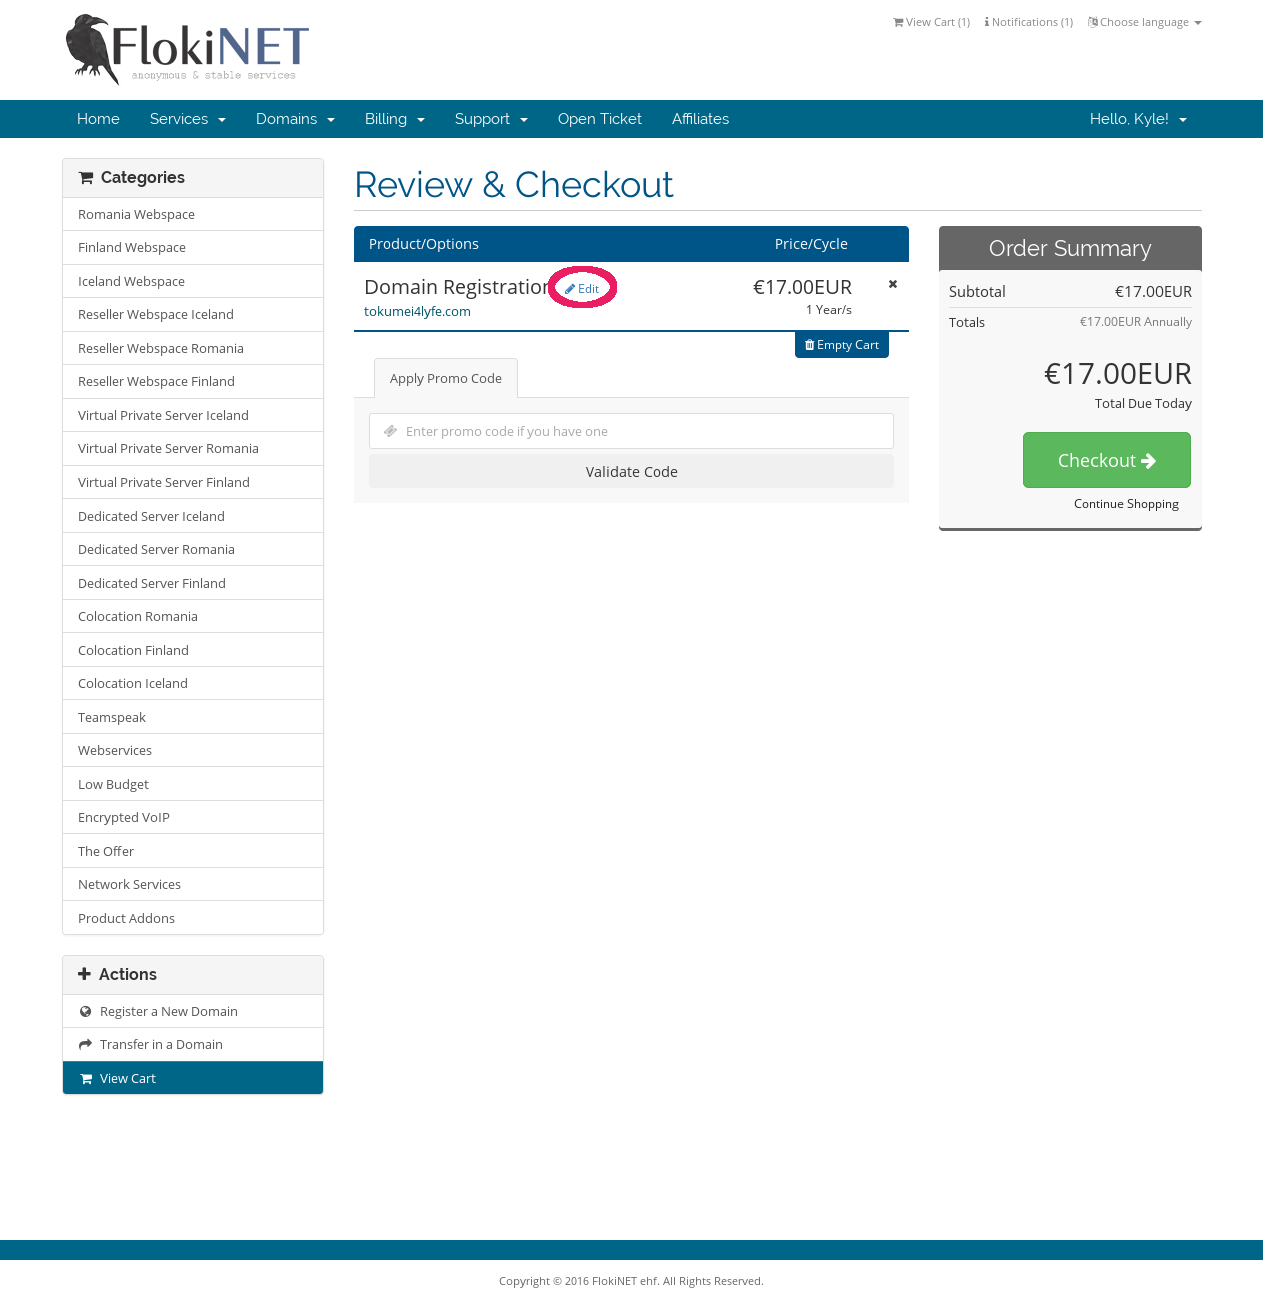 FlokiNET
anonymous & stable services
View Cart (1) Notifications (1) Choose language
Home Services Domains Billing Support Open Ticket Affiliates Hello, Kyle!
Categories
Romania Webspace
Finland Webspace
Iceland Webspace
Reseller Webspace Iceland
Reseller Webspace Romania
Reseller Webspace Finland
Virtual Private Server Iceland
Virtual Private Server Romania
Virtual Private Server Finland
Dedicated Server Iceland
Dedicated Server Romania
Dedicated Server Finland
Colocation Romania
Colocation Finland
Colocation Iceland
Teamspeak
Webservices
Low Budget
Encrypted VoIP
The Offer
Network Services
Product Addons
Actions
Register a New Domain
Transfer in a Domain
View Cart
Review & Checkout
Product/Options Price/Cycle
Domain Registration Edit €17.00EUR
tokumei4lyfe.com 1 Year/s
Empty Cart
Apply Promo Code
Enter promo code if you have one
Validate Code
Order Summary
Subtotal €17.00EUR
Totals €17.00EUR Annually
€17.00EUR
Total Due Today
Checkout
Continue Shopping
Copyright © 2016 FlokiNET ehf. All Rights Reserved.